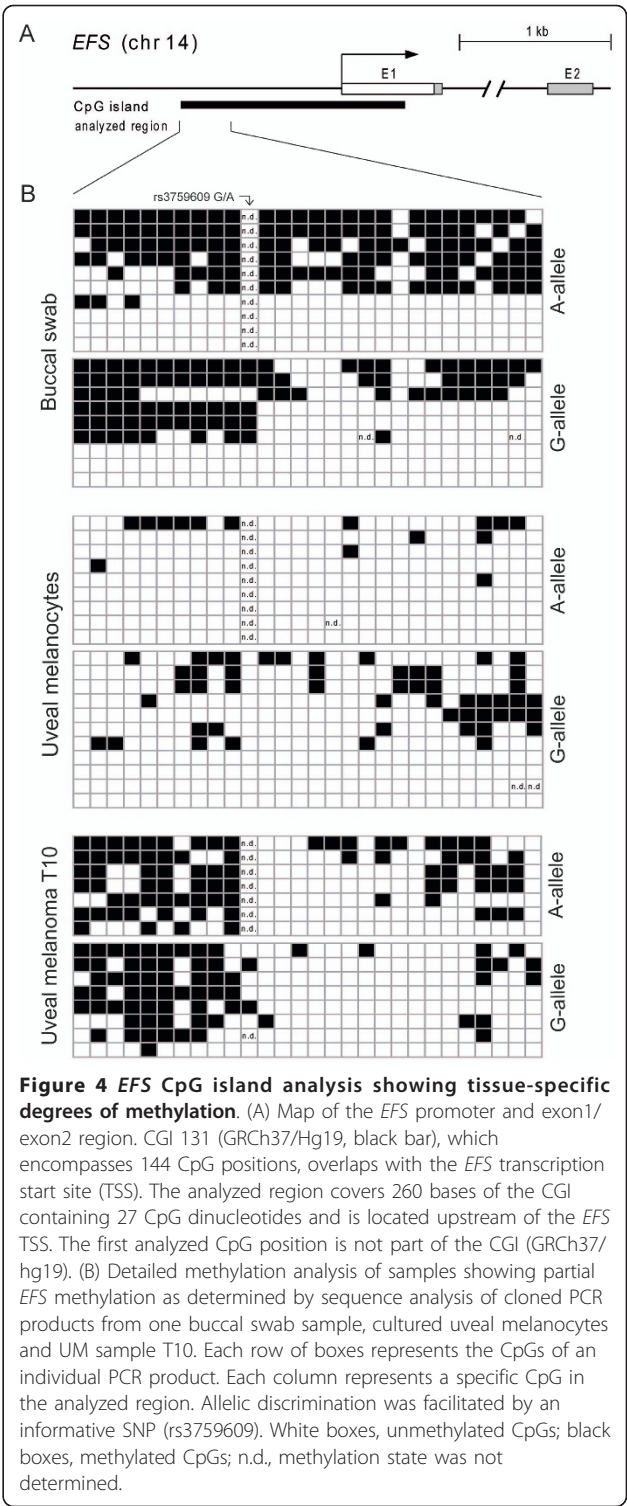 A
EFS (chr 14)
1 kb
E1
E2
CpG island
analyzed region
B
rs3759609 G/A
Buccal swab
n.d.
n.d.
n.d.
n.d.
n.d.
n.d.
n.d.
n.d.
n.d.
n.d.
A-allele
n.d.
n.d
G-allele
Uveal melanocytes
n.d.
n.d.
n.d.
n.d.
n.d.
n.d.
n.d.
n.d. n.d.
n.d.
A-allele
n.d. n.d
G-allele
Uveal melanoma T10
n.d.
n.d.
n.d.
n.d.
n.d.
n.d.
n.d.
A-allele
n.d.
G-allele
Figure 4 EFS CpG island analysis showing tissue-specific
degrees of methylation. (A) Map of the EFS promoter and exon1/
exon2 region. CGI 131 (GRCh37/Hg19, black bar), which
encompasses 144 CpG positions, overlaps with the EFS transcription
start site (TSS). The analyzed region covers 260 bases of the CGI
containing 27 CpG dinucleotides and is located upstream of the EFS
TSS. The first analyzed CpG position is not part of the CGI (GRCh37/
hg19). (B) Detailed methylation analysis of samples showing partial
EFS methylation as determined by sequence analysis of cloned PCR
products from one buccal swab sample, cultured uveal melanocytes
and UM sample T10. Each row of boxes represents the CpGs of an
individual PCR product. Each column represents a specific CpG in
the analyzed region. Allelic discrimination was facilitated by an
informative SNP (rs3759609). White boxes, unmethylated CpGs; black
boxes, methylated CpGs; n.d., methylation state was not
determined.